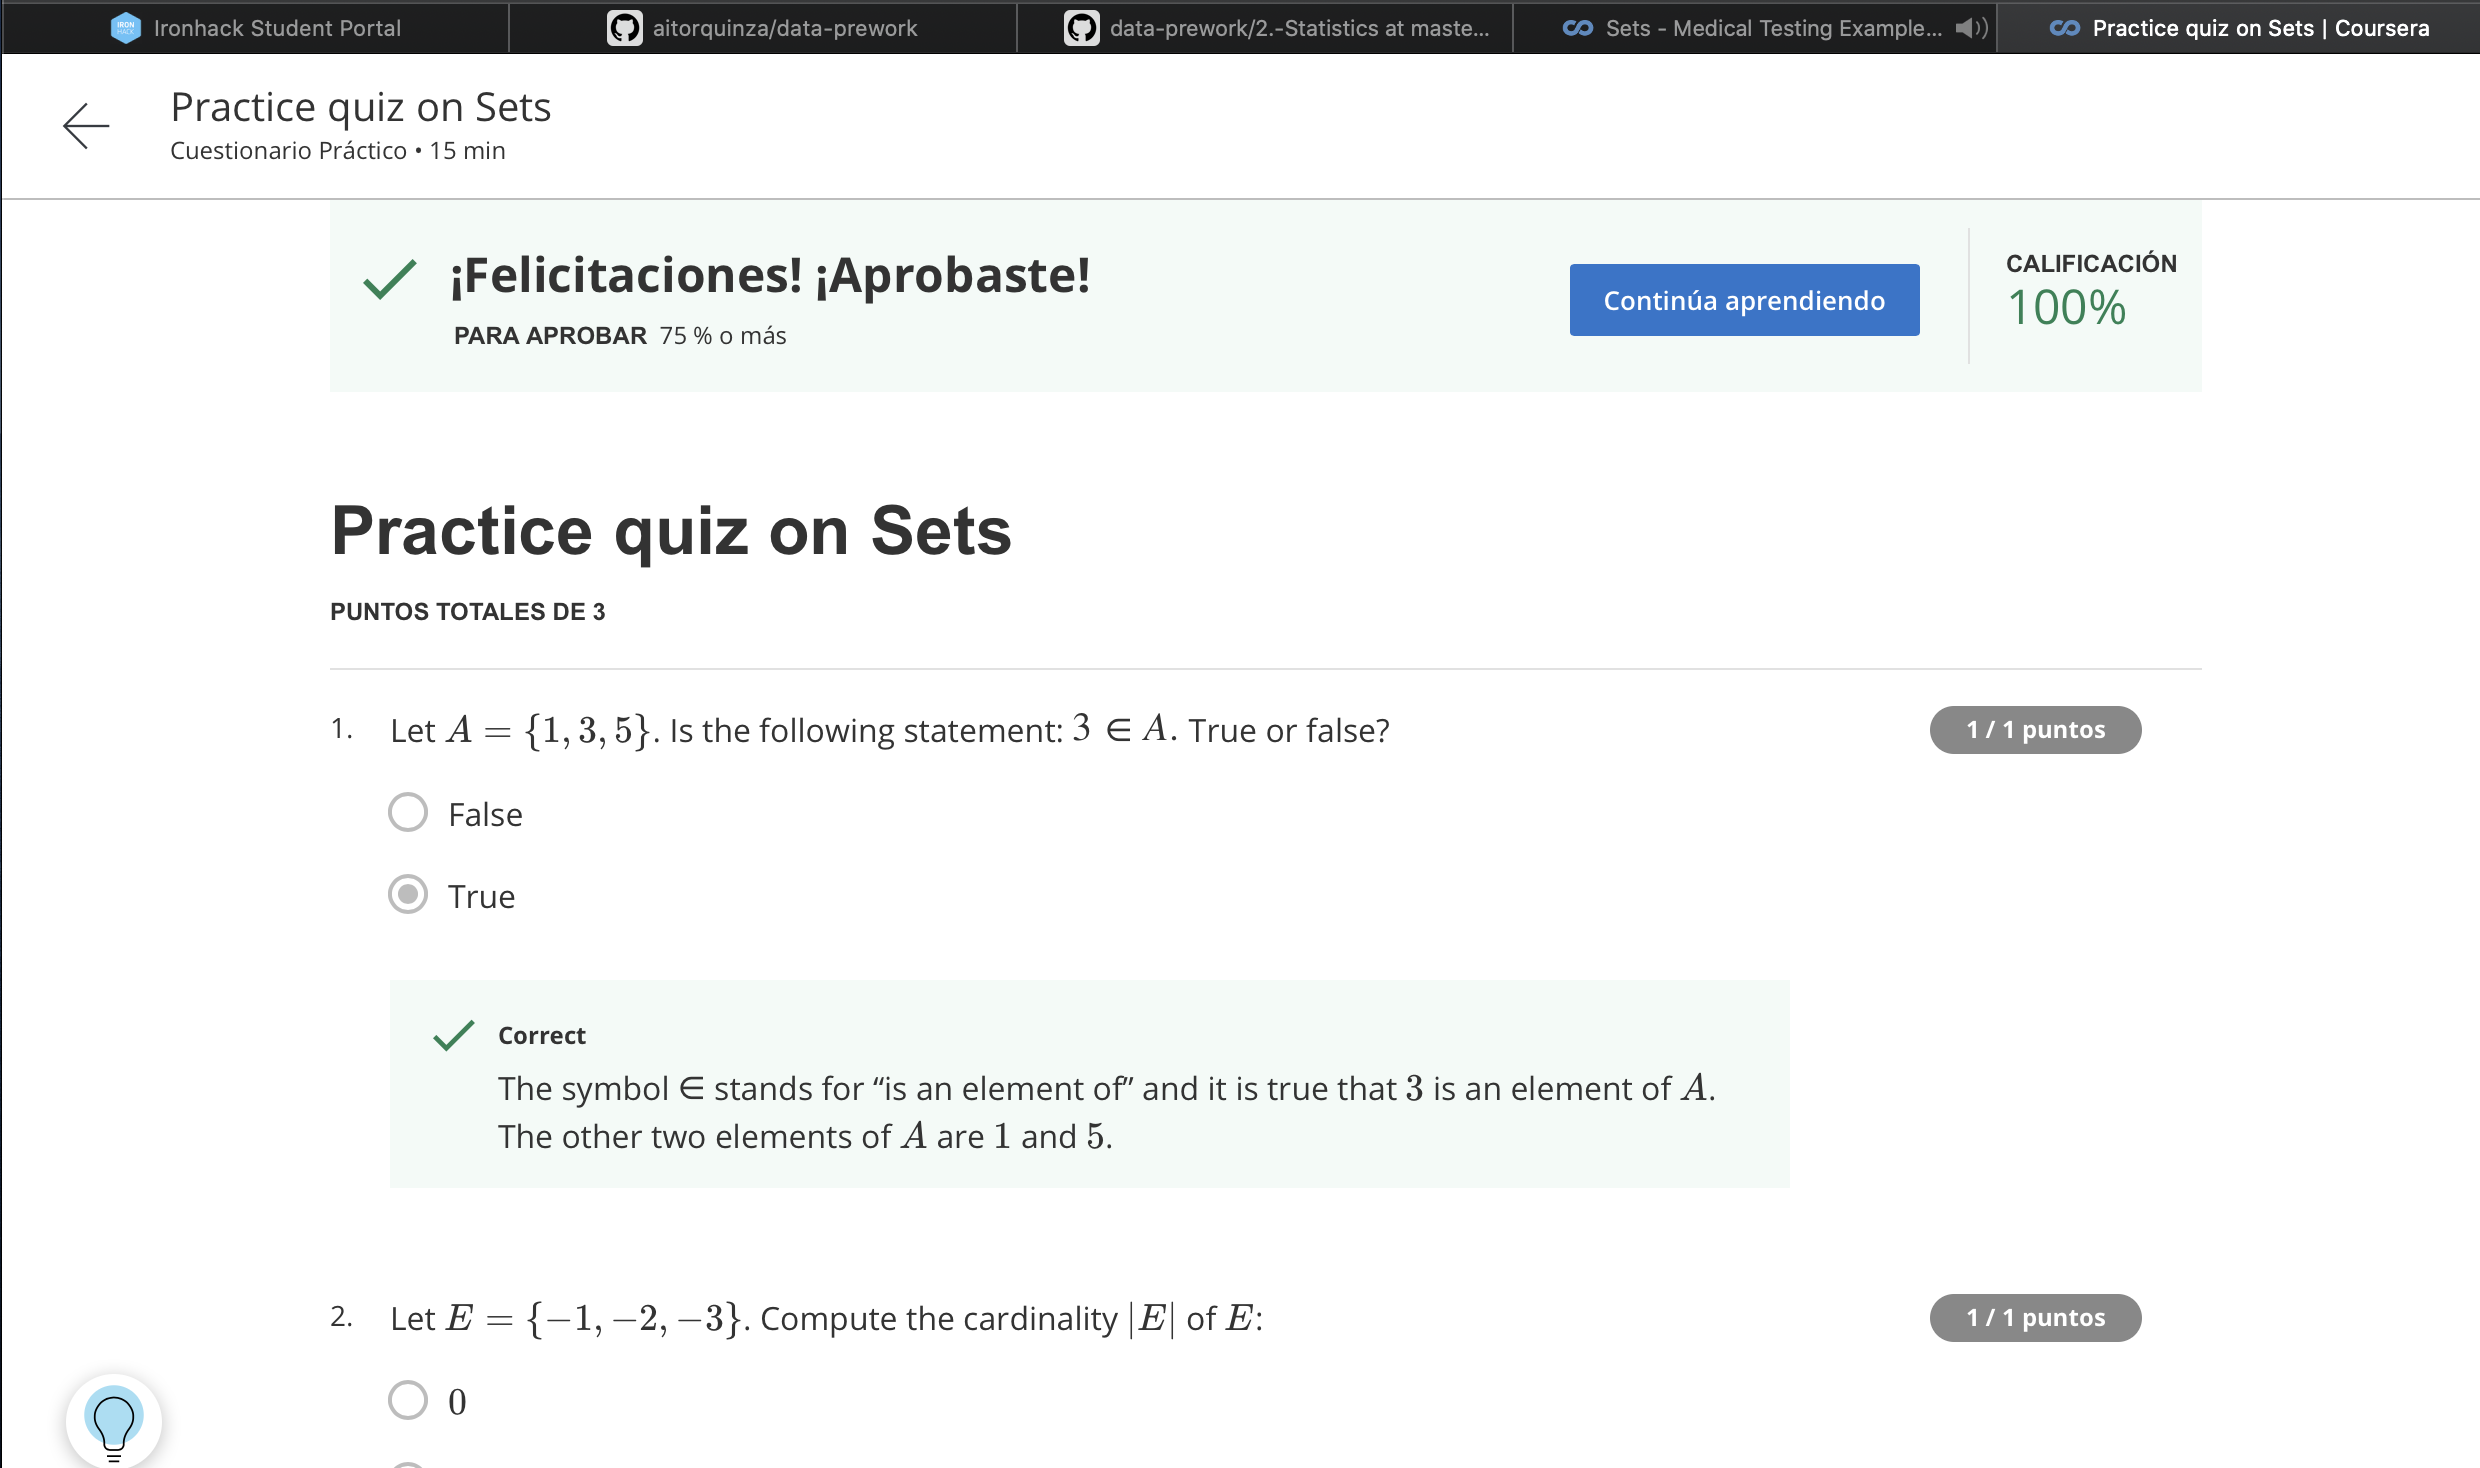 IRON HACK Ironhack Student Portal
aitorquinza/data-prework
data-prework/2.-Statistics at maste...
Sets - Medical Testing Example...
Practice quiz on Sets | Coursera
Practice quiz on Sets
Cuestionario Práctico • 15 min
¡Felicitaciones! ¡Aprobaste!
PARA APROBAR 75 % o más
Continúa aprendiendo
CALIFICACIÓN
100%
Practice quiz on Sets
PUNTOS TOTALES DE 3
1. Let A = {1, 3, 5}. Is the following statement: 3 ∈ A. True or false?
1 / 1 puntos
False
True
Correct
The symbol ∈ stands for “is an element of” and it is true that 3 is an element of A.
The other two elements of A are 1 and 5.
2. Let E = {−1, −2, −3}. Compute the cardinality |E| of E:
1 / 1 puntos
0